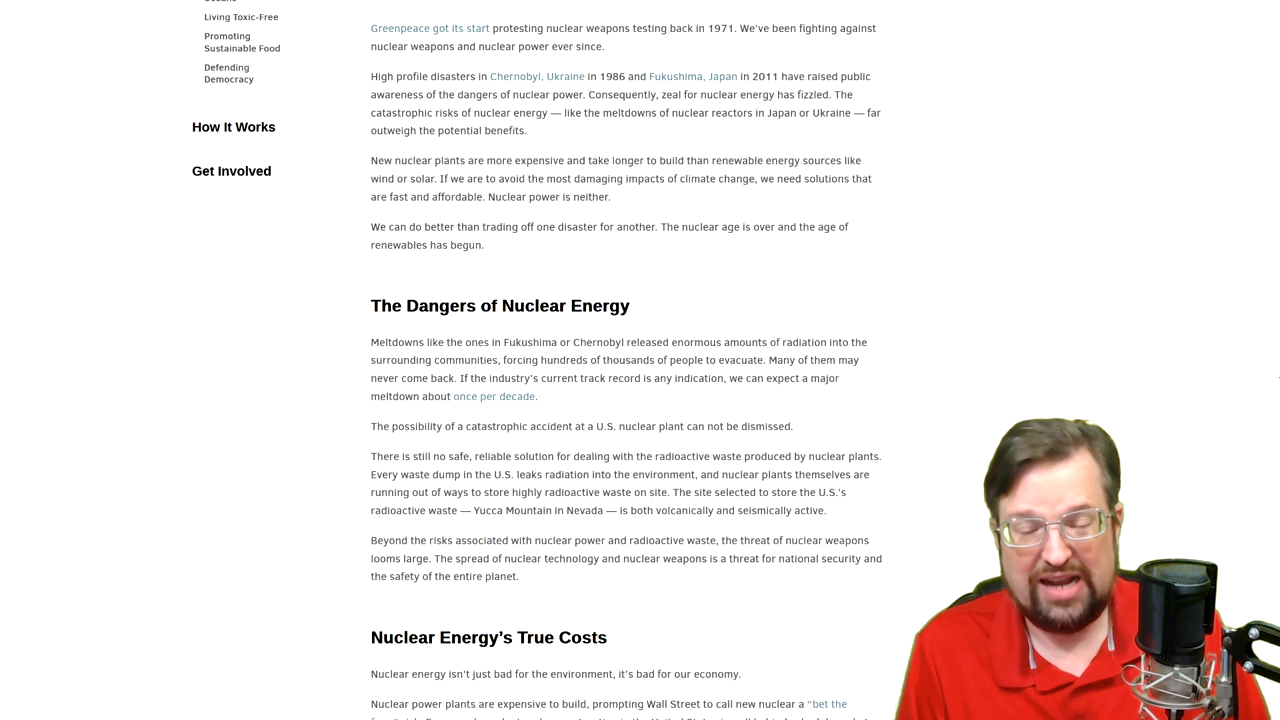 Living Toxic-Free
Promoting
Sustainable Food
Defending
Democracy
How It Works
Get Involved
Greenpeace got its start protesting nuclear weapons testing back in 1971. We’ve been fighting against
nuclear weapons and nuclear power ever since.
High profile disasters in Chernobyl, Ukraine in 1986 and Fukushima, Japan in 2011 have raised public
awareness of the dangers of nuclear power. Consequently, zeal for nuclear energy has fizzled. The
catastrophic risks of nuclear energy — like the meltdowns of nuclear reactors in Japan or Ukraine — far
outweigh the potential benefits.
New nuclear plants are more expensive and take longer to build than renewable energy sources like
wind or solar. If we are to avoid the most damaging impacts of climate change, we need solutions that
are fast and affordable. Nuclear power is neither.
We can do better than trading off one disaster for another. The nuclear age is over and the age of
renewables has begun.
The Dangers of Nuclear Energy
Meltdowns like the ones in Fukushima or Chernobyl released enormous amounts of radiation into the
surrounding communities, forcing hundreds of thousands of people to evacuate. Many of them may
never come back. If the industry’s current track record is any indication, we can expect a major
meltdown about once per decade.
The possibility of a catastrophic accident at a U.S. nuclear plant can not be dismissed.
There is still no safe, reliable solution for dealing with the radioactive waste produced by nuclear plants.
Every waste dump in the U.S. leaks radiation into the environment, and nuclear plants themselves are
running out of ways to store highly radioactive waste on site. The site selected to store the U.S.’s
radioactive waste — Yucca Mountain in Nevada — is both volcanically and seismically active.
Beyond the risks associated with nuclear power and radioactive waste, the threat of nuclear weapons
looms large. The spread of nuclear technology and nuclear weapons is a threat for national security and
the safety of the entire planet.
Nuclear Energy’s True Costs
Nuclear energy isn’t just bad for the environment, it’s bad for our economy.
Nuclear power plants are expensive to build, prompting Wall Street to call new nuclear a “bet the